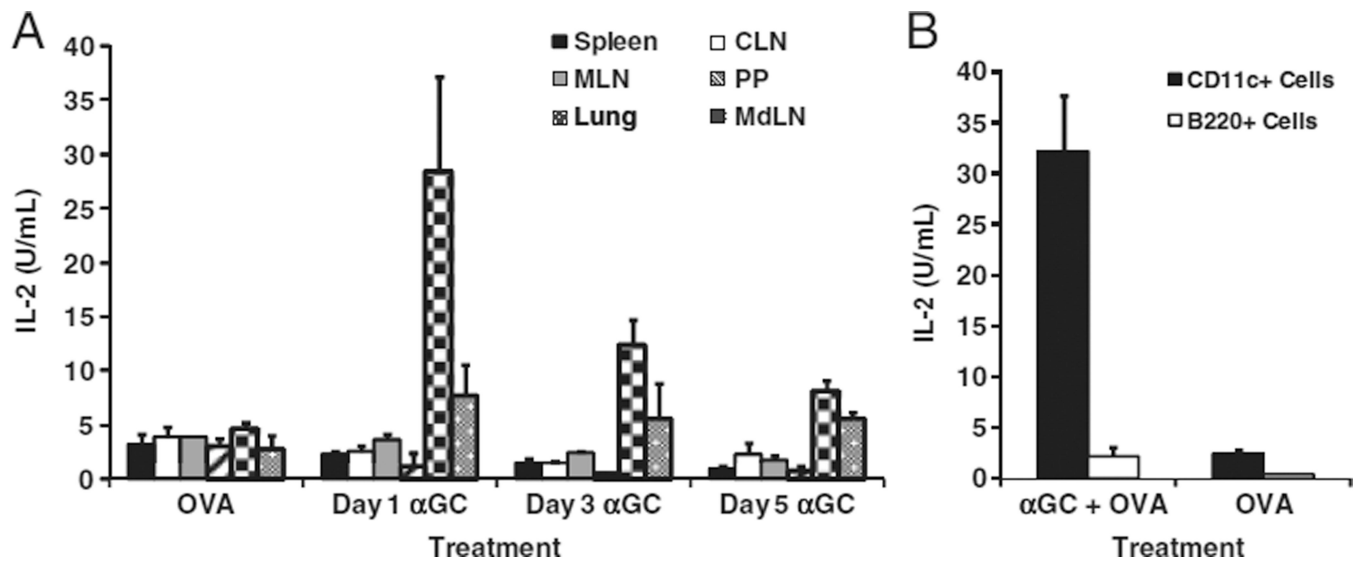 A
IL-2 (U/mL)
40
35
30
25
20
15
10
5
0
Spleen
CLN
MLN
PP
Lung
MdLN
OVA
Day 1 αGC
Day 3 αGC
Day 5 αGC
Treatment
B
IL-2 (U/mL)
40
35
30
25
20
15
10
5
0
CD11c+ Cells
B220+ Cells
αGC + OVA
OVA
Treatment